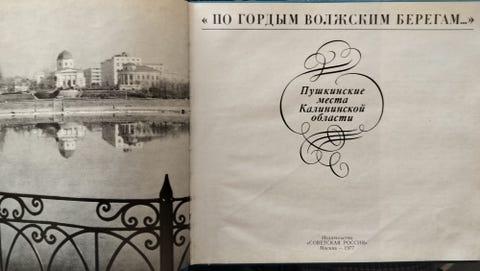 « ПО ГОРДЫМ ВОЛЖСКИМ БЕРЕГАМ...»
Пушкинские
места
Калининской
области
Издательство
«СОВЕТСКАЯ РОССИЯ»
Москва — 1977